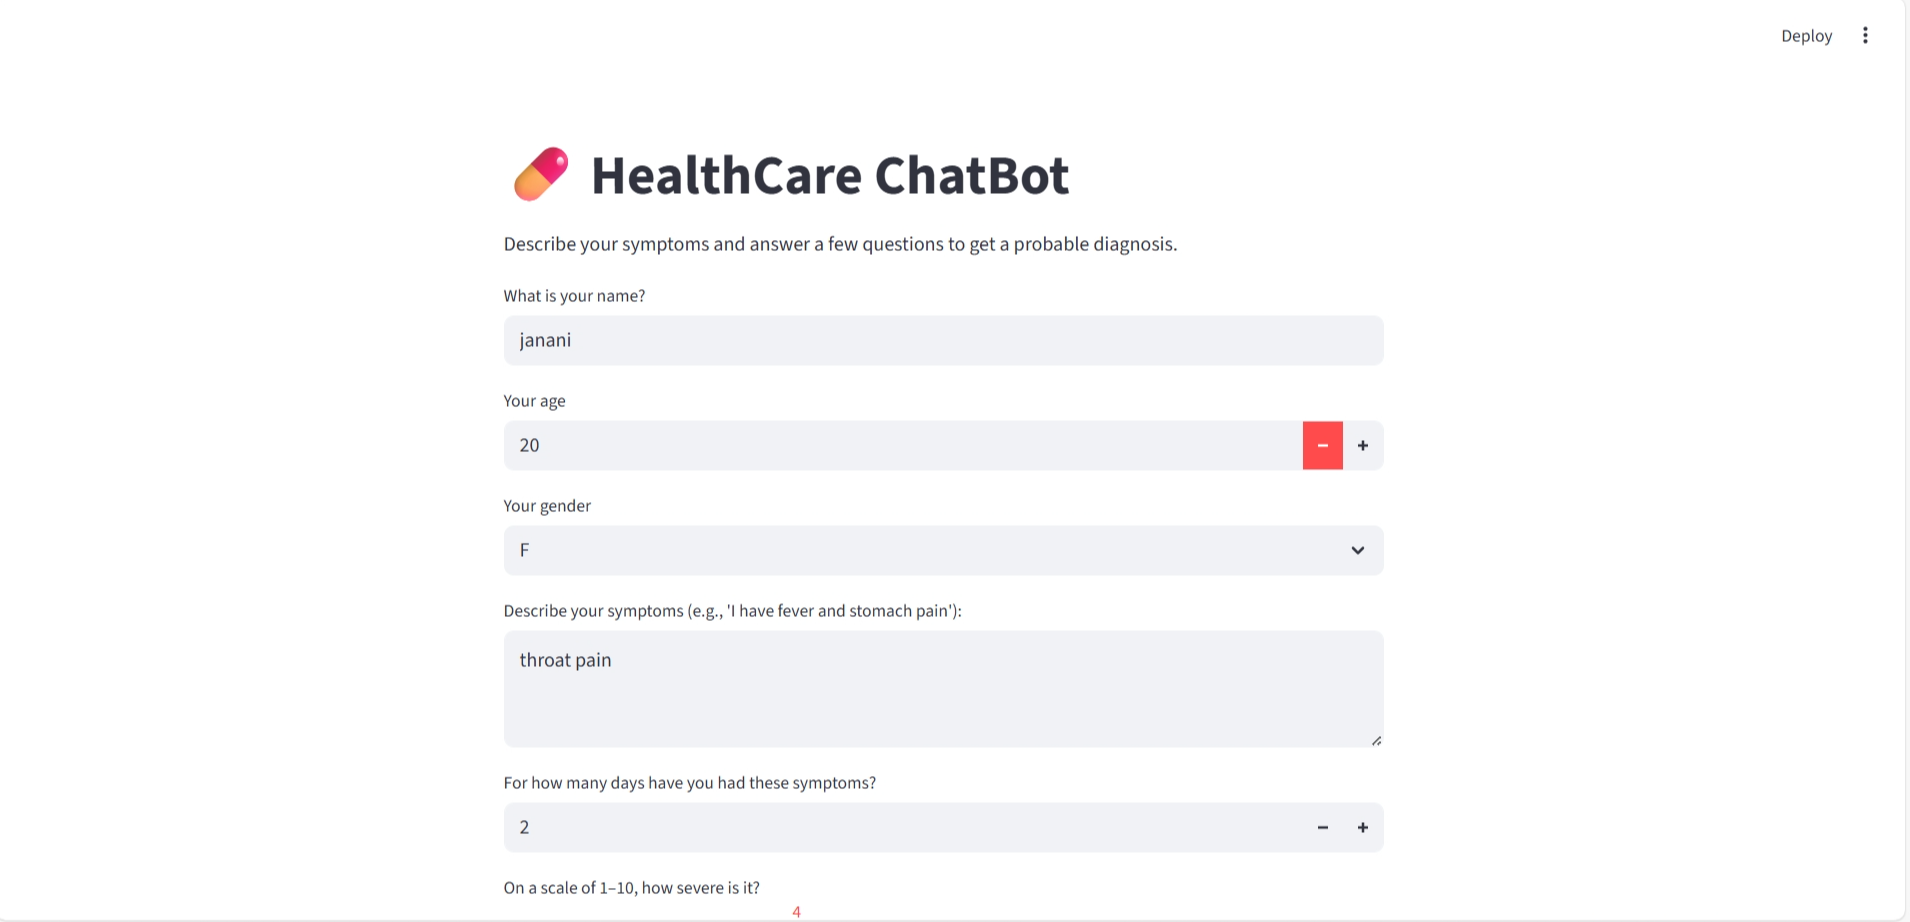 Deploy
HealthCare ChatBot
Describe your symptoms and answer a few questions to get a probable diagnosis.
What is your name?
janani
Your age
20
Your gender
F
Describe your symptoms (e.g., 'I have fever and stomach pain'):
throat pain
For how many days have you had these symptoms?
2
On a scale of 1–10, how severe is it?
4